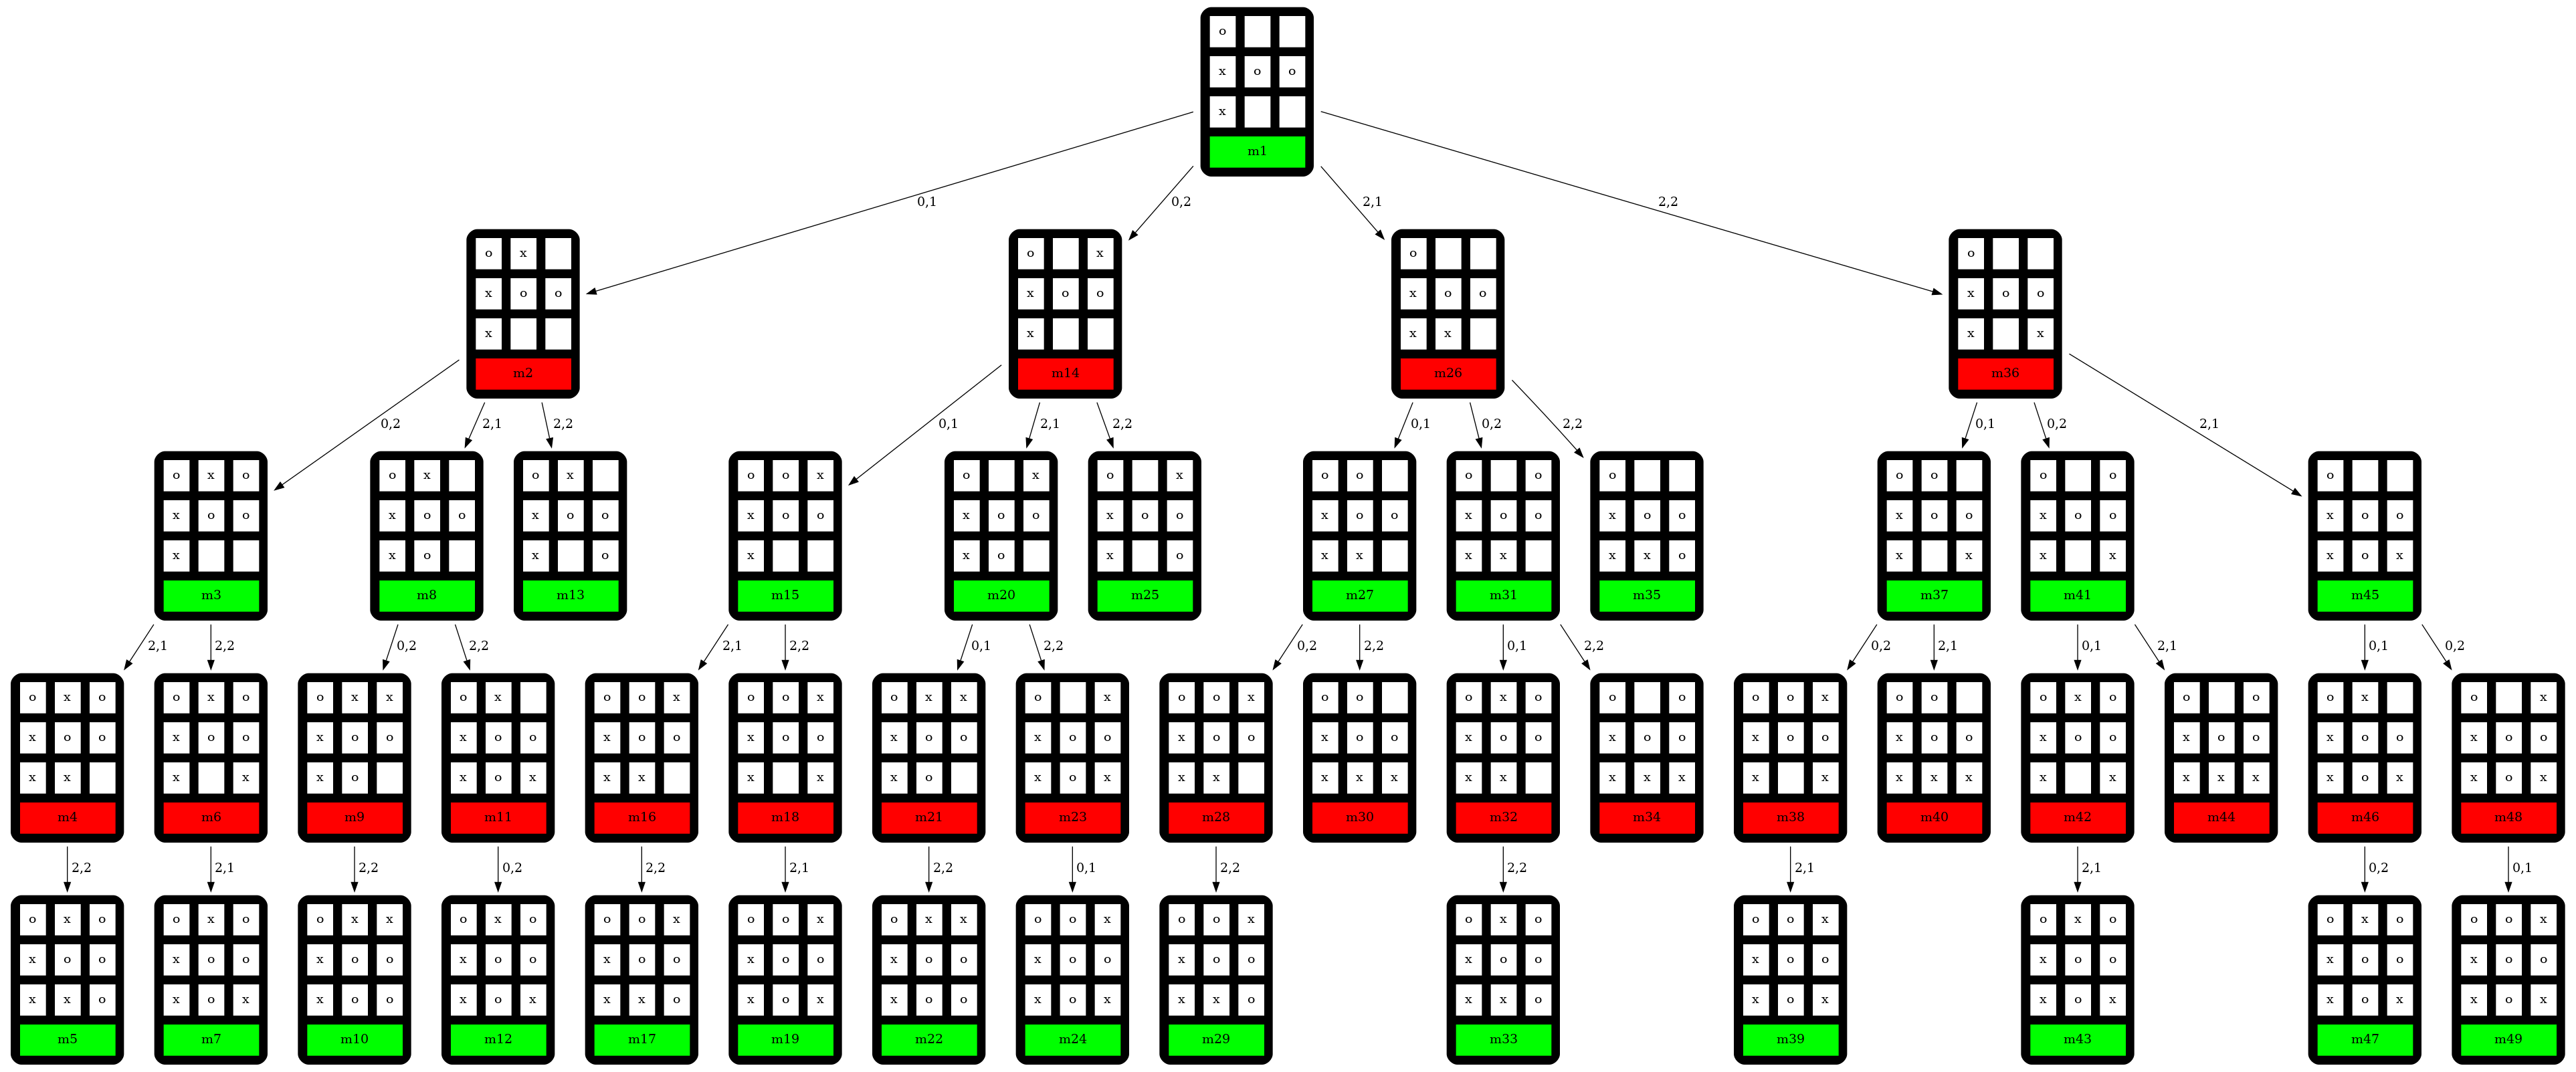 o
x o o
x
m1
0,1
0,2
2,1
2,2
o x
x o o
x
m2
o x
x o o
x
m14
o
x o o
x x
m26
o
x o o
x x
m36
0,2
2,1
2,2
0,1
2,1
2,2
0,1
0,2
2,2
0,1
0,2
2,1
o x o
x o o
x
m3
o x
x o o
x o
m8
o x
x o o
x o
m13
o o x
x o o
x
m15
o x
x o o
x o
m20
o x
x o o
x o
m25
o o
x o o
x x
m27
o o
x o o
x x
m31
o
x o o
x x o
m35
o o
x o o
x x
m37
o o
x o o
x x
m41
o
x o o
x o x
m45
2,1
2,2
0,2
2,2
2,1
2,2
0,1
2,2
0,2
2,2
0,1
2,2
0,2
2,1
0,1
2,1
0,1
0,2
o x o
x o o
x x
m4
o x o
x o o
x x
m6
o x x
x o o
x o
m9
o x
x o o
x o x
m11
o o x
x o o
x x
m16
o o x
x o o
x x
m18
o x x
x o o
x o
m21
o x
x o o
x o x
m23
o o x
x o o
x x
m28
o o
x o o
x x x
m30
o x o
x o o
x x
m32
o o
x o o
x x x
m34
o o x
x o o
x x
m38
o o
x o o
x x x
m40
o x o
x o o
x x
m42
o o
x o o
x x x
m44
o x
x o o
x o x
m46
o x
x o o
x o x
m48
2,2
2,1
2,2
0,2
2,2
2,1
2,2
0,1
2,2
2,2
2,1
2,1
0,2
0,1
o x o
x o o
x x o
m5
o x o
x o o
x o x
m7
o x x
x o o
x o o
m10
o x o
x o o
x o x
m12
o o x
x o o
x x o
m17
o o x
x o o
x o x
m19
o x x
x o o
x o o
m22
o o x
x o o
x o x
m24
o o x
x o o
x x o
m29
o x o
x o o
x x o
m33
o o x
x o o
x o x
m39
o x o
x o o
x o x
m43
o x o
x o o
x o x
m47
o o x
x o o
x o x
m49